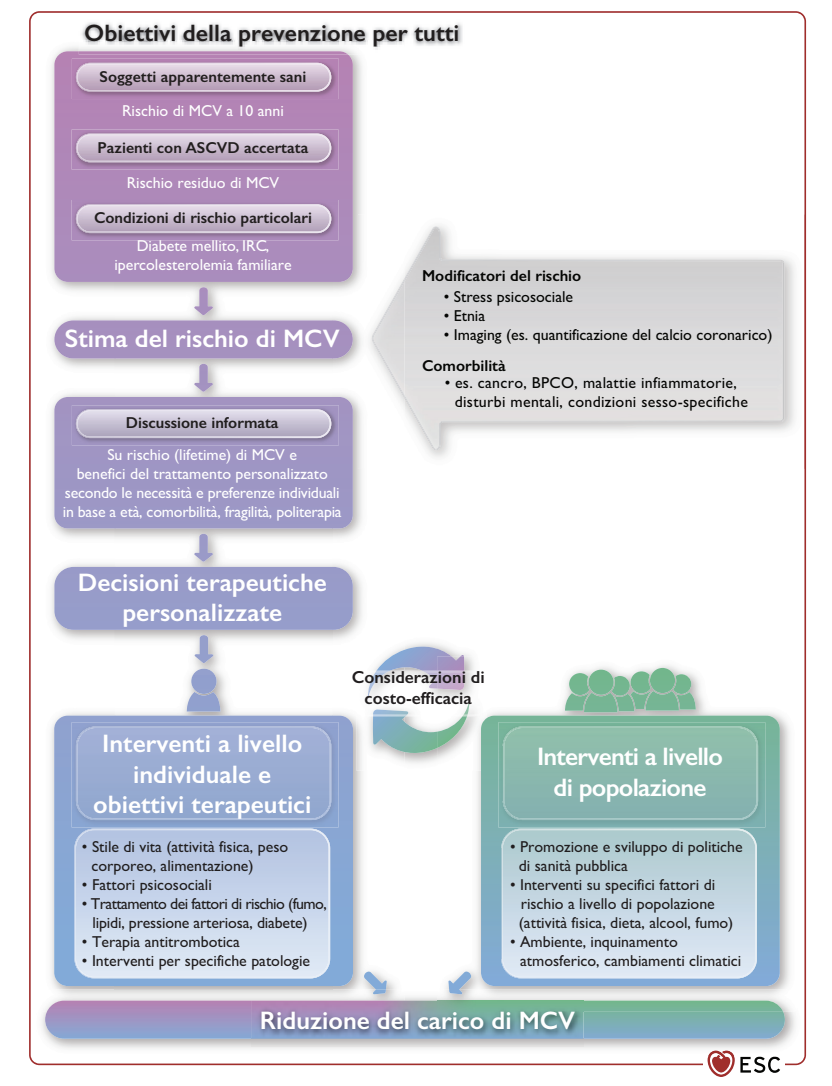 Obiettivi della prevenzione per tutti
Soggetti apparentemente sani
Rischio di MCV a 10 anni
Pazienti con ASCVD accertata
Rischio residuo di MCV
Condizioni di rischio particolari
Diabete mellito, IRC,
ipercolesterolemia familiare
Modificatori del rischio
• Stress psicosociale
• Etnia
• Imaging (es. quantificazione del calcio coronarico)
Comorbilità
• es. cancro, BPCO, malattie infiammatorie,
disturbi mentali, condizioni sesso-specifiche
Stima del rischio di MCV
Discussione informata
Su rischio (lifetime) di MCV e
benefici del trattamento personalizzato
secondo le necessità e preferenze individuali
in base a età, comorbilità, fragilità, politerapia
Decisioni terapeutiche
personalizzate
Considerazioni di
costo-efficacia
Interventi a livello
individuale e
obiettivi terapeutici
• Stile di vita (attività fisica, peso
corporeo, alimentazione)
• Fattori psicosociali
• Trattamento dei fattori di rischio (fumo,
lipidi, pressione arteriosa, diabete)
• Terapia antitrombotica
• Interventi per specifiche patologie
Interventi a livello
di popolazione
• Promozione e sviluppo di politiche
di sanità pubblica
• Interventi su specifici fattori di
rischio a livello di popolazione
(attività fisica, dieta, alcool, fumo)
• Ambiente, inquinamento
atmosferico, cambiamenti climatici
Riduzione del carico di MCV
ESC